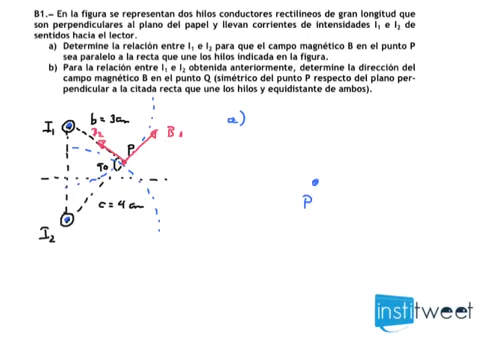 B1.- En la figura se representan dos hilos conductores rectilíneos de gran longitud que
son perpendiculares al plano del papel y llevan corrientes de intensidades I1 e I2 de
sentidos hacia el lector.
a) Determine la relación entre I1 e I2 para que el campo magnético B en el punto P
sea paralelo a la recta que une los hilos indicada en la figura.
b) Para la relación entre I1 e I2 obtenida anteriormente, determine la dirección del
campo magnético B en el punto Q (simétrico del punto P respecto del plano per-
pendicular a la citada recta que une los hilos y equidistante de ambos).
b = 3cm
a)
I1
B2
B1
P
90
P
c = 4 cm
I2
institweet